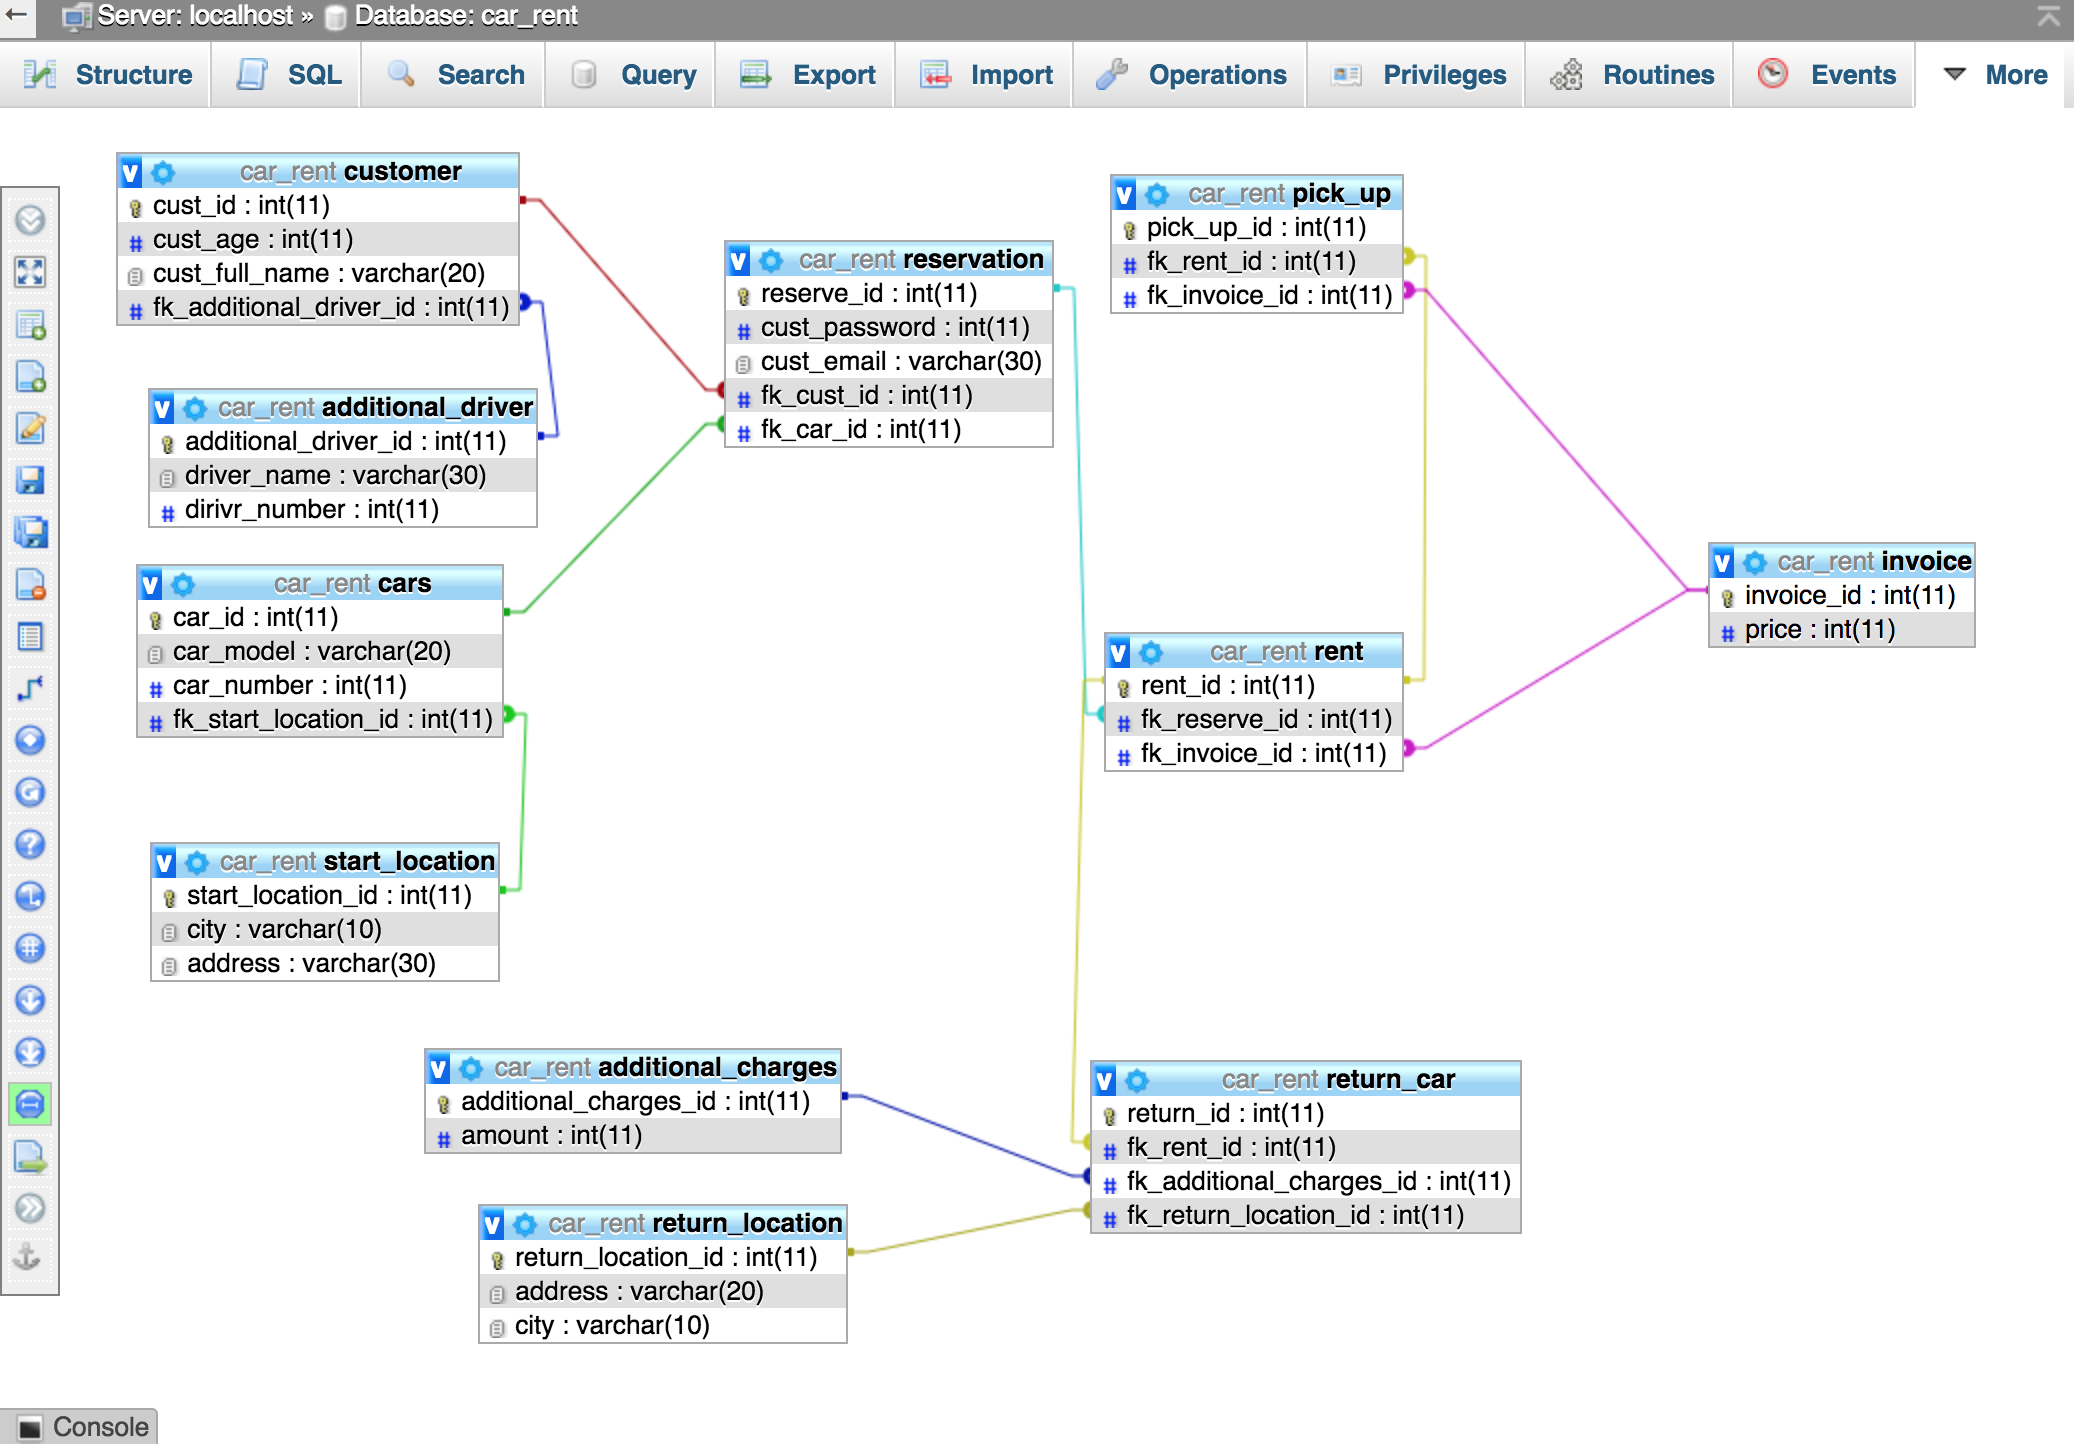 Server: localhost » Database: car_rent
Structure SQL Search Query Export Import Operations Privileges Routines Events More
car_rent customer
cust_id : int(11)
cust_age : int(11)
cust_full_name : varchar(20)
fk_additional_driver_id : int(11)
car_rent additional_driver
additional_driver_id : int(11)
driver_name : varchar(30)
dirivr_number : int(11)
car_rent cars
car_id : int(11)
car_model : varchar(20)
car_number : int(11)
fk_start_location_id : int(11)
car_rent start_location
start_location_id : int(11)
city : varchar(10)
address : varchar(30)
car_rent reservation
reserve_id : int(11)
cust_password : int(11)
cust_email : varchar(30)
fk_cust_id : int(11)
fk_car_id : int(11)
car_rent pick_up
pick_up_id : int(11)
fk_rent_id : int(11)
fk_invoice_id : int(11)
car_rent invoice
invoice_id : int(11)
price : int(11)
car_rent rent
rent_id : int(11)
fk_reserve_id : int(11)
fk_invoice_id : int(11)
car_rent additional_charges
additional_charges_id : int(11)
amount : int(11)
car_rent return_location
return_location_id : int(11)
address : varchar(20)
city : varchar(10)
car_rent return_car
return_id : int(11)
fk_rent_id : int(11)
fk_additional_charges_id : int(11)
fk_return_location_id : int(11)
Console